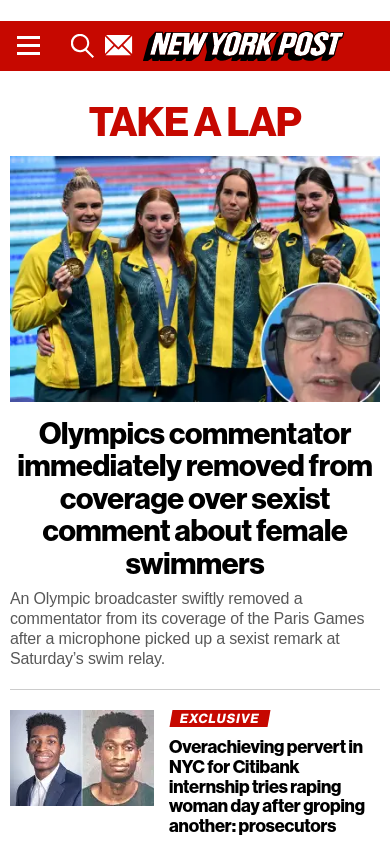 NEW YORK POST
TAKE A LAP
Olympics commentator
immediately removed from
coverage over sexist
comment about female
swimmers
An Olympic broadcaster swiftly removed a
commentator from its coverage of the Paris Games
after a microphone picked up a sexist remark at
Saturday’s swim relay.
EXCLUSIVE
Overachieving pervert in
NYC for Citibank
internship tries raping
woman day after groping
another: prosecutors